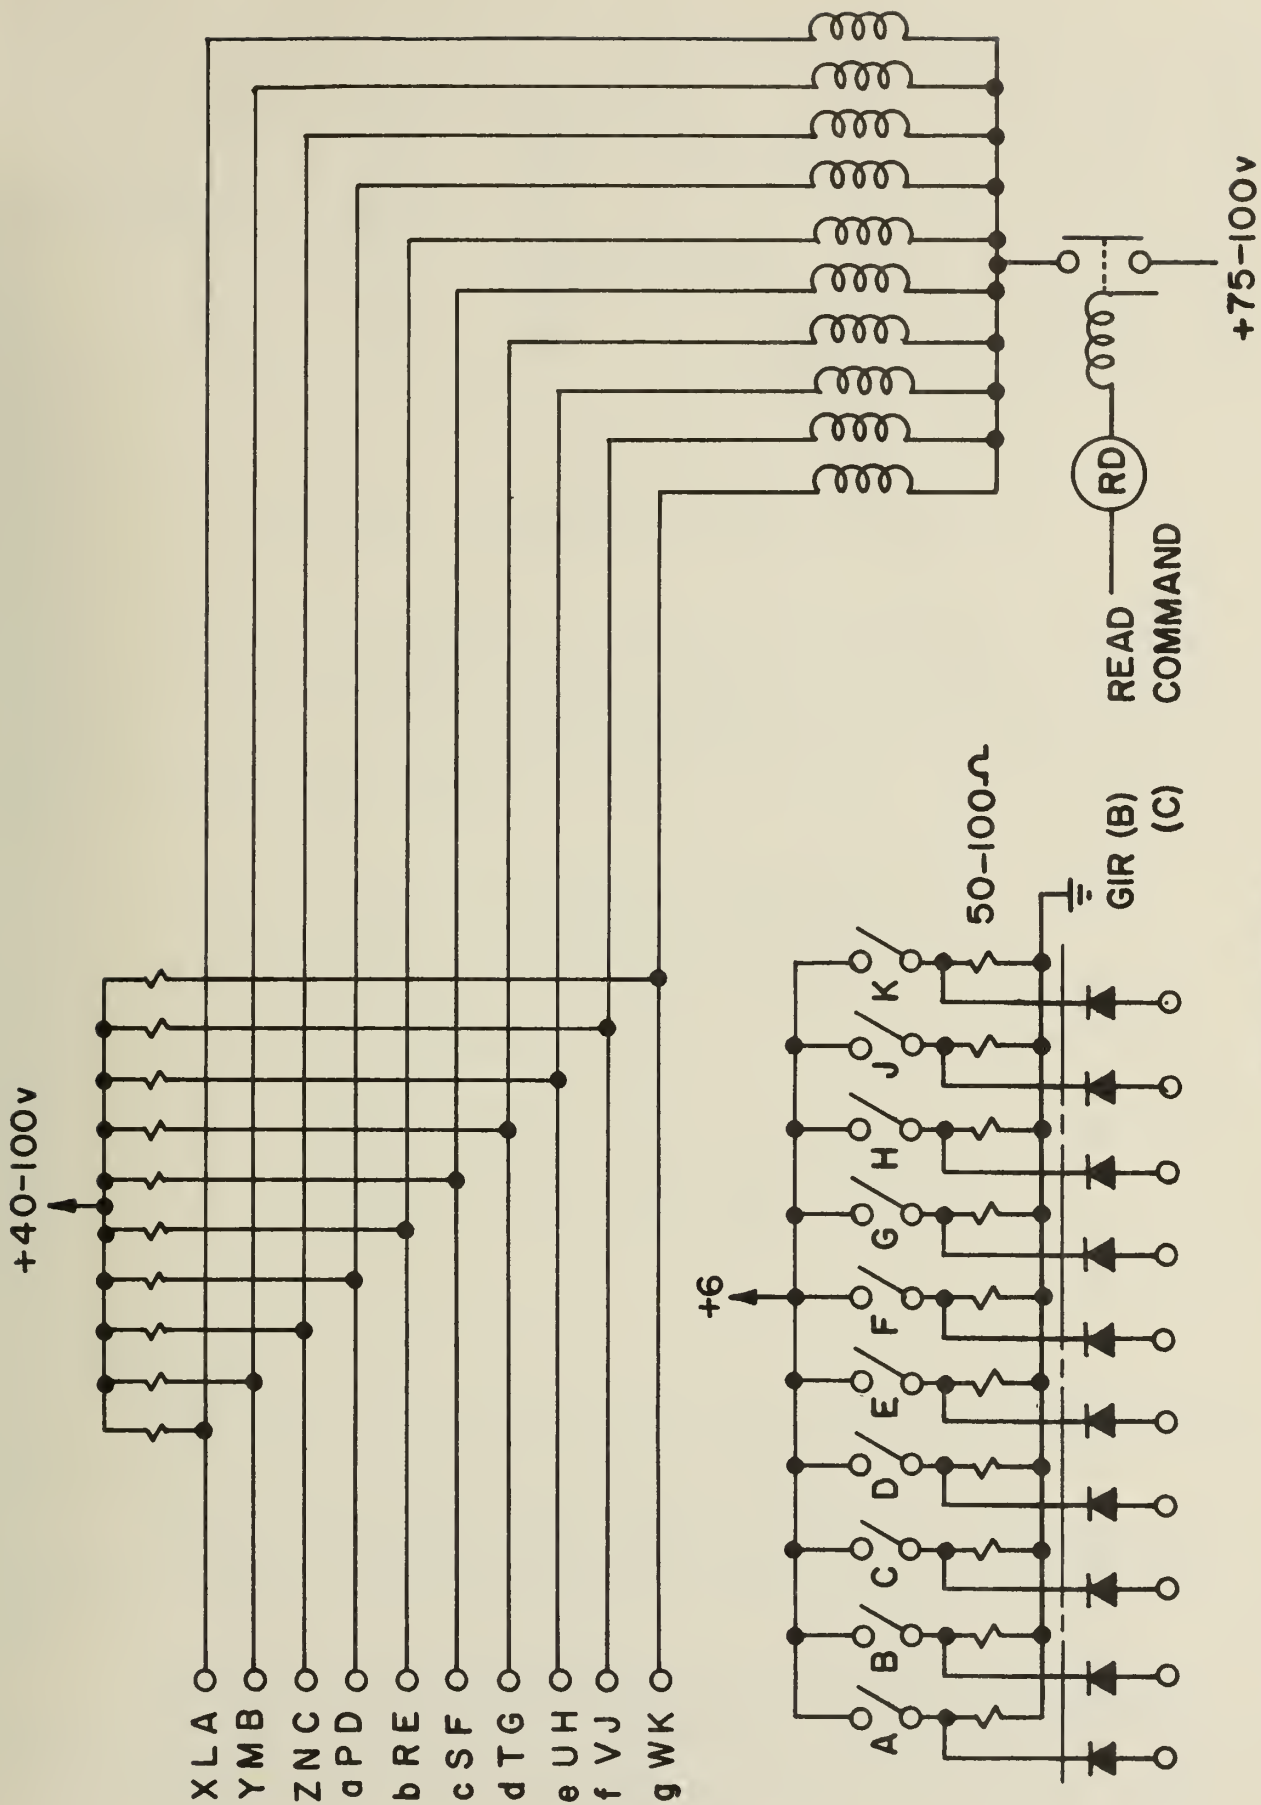 +40-100v
XLA
YMB
ZNC
aPD
bRE
cSF
dTG
eUH
fVJ
gWK
+6
A
B
C
D
E
F
G
H
J
K
50-100Ω
GIR (B)
(C)
READ
COMMAND
RD
+75-100v